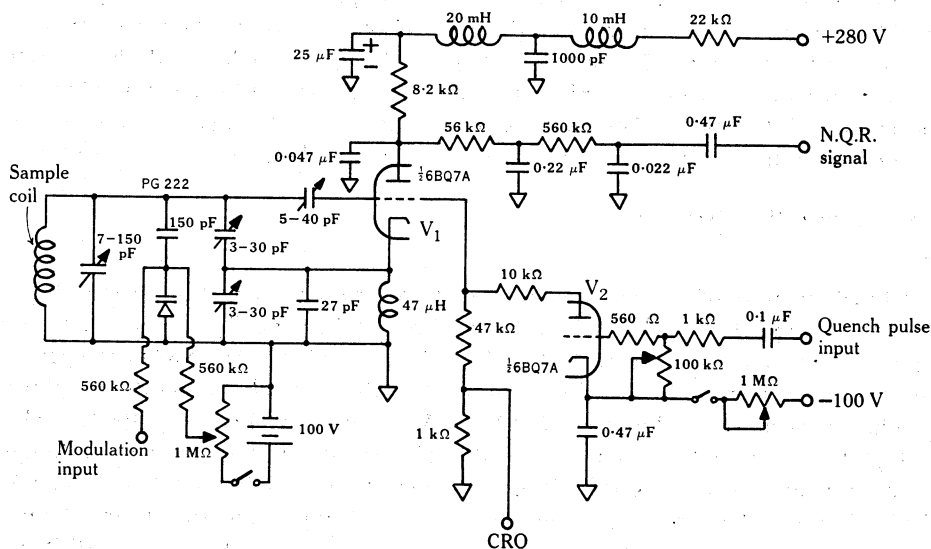 20 mH
10 mH
22 kΩ
+280 V
25 μF
+
−
1000 pF
8·2 kΩ
56 kΩ
560 kΩ
0·47 μF
N.Q.R.
signal
0·047 μF
0·22 μF
0·022 μF
½6BQ7A
V1
Sample
coil
PG 222
7–150
pF
150 pF
3–30 pF
5–40 pF
3–30 pF
27 pF
47 μH
10 kΩ
V2
47 kΩ
560 Ω
1 kΩ
0·1 μF
Quench pulse
input
½6BQ7A
100 kΩ
1 MΩ
−100 V
560 kΩ
560 kΩ
Modulation
input
1 MΩ
100 V
1 kΩ
0·47 μF
CRO